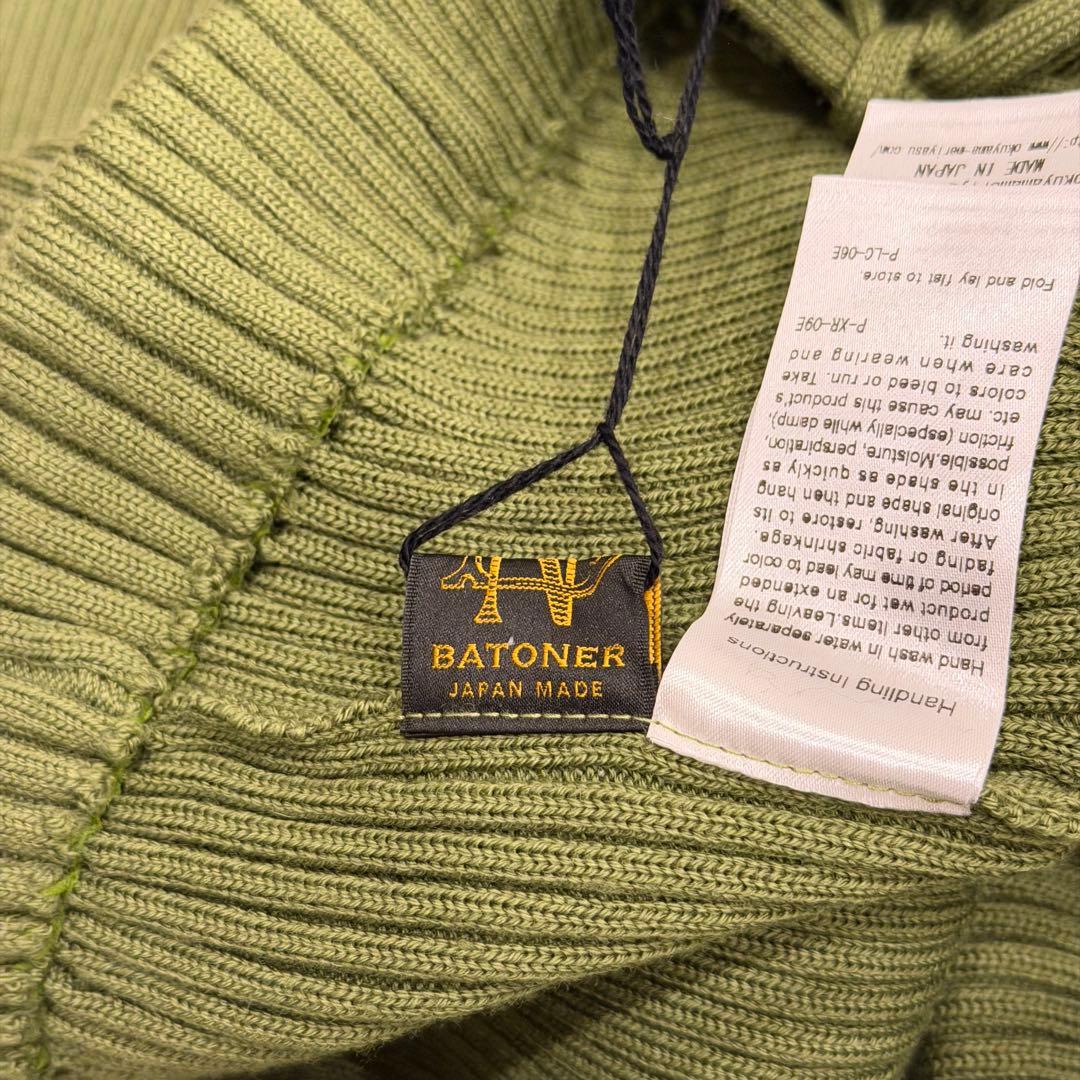 BATONER
JAPAN MADE
Handling Instructions
Hand wash in water separately
from other items.Leaving the
product wet for an extended
period of time may lead to color
fading or fabric shrinkage.
After washing, restore to its
original shape and then hang
in the shade as quickly as
possible.Moisture, perspiration,
friction (especially while damp),
etc. may cause this product's
colors to bleed or run. Take
care when wearing and
washing it.
P-XR-09E
Fold and lay flat to store.
P-LC-06E
MADE IN JAPAN
okuyama-meriyasu.com/